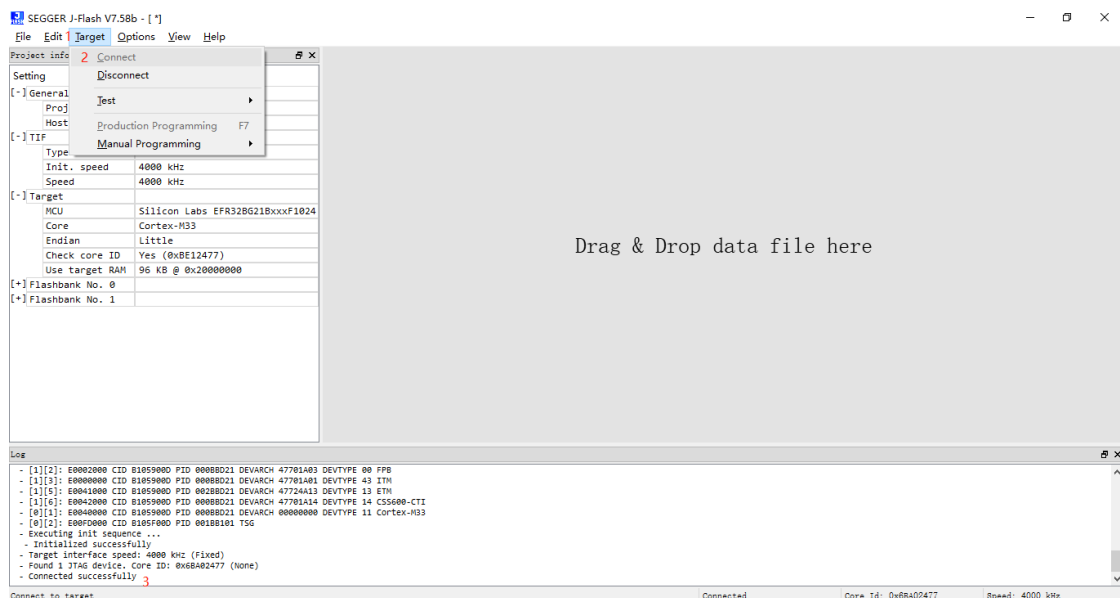 SEGGER J-Flash V7.58b - [ *]
File Edit 1 Target Options View Help
Project info
2 Connect
Disconnect
Test
Production Programming F7
Manual Programming
Setting
[-] General
Proj
Host
[-] TIF
Type
Init. speed 4000 kHz
Speed 4000 kHz
[-] Target
MCU Silicon Labs EFR32BG21BxxxF1024
Core Cortex-M33
Endian Little
Check core ID Yes (0xBE12477)
Use target RAM 96 KB @ 0x20000000
[+] Flashbank No. 0
[+] Flashbank No. 1
Drag & Drop data file here
Log
- [1][2]: E0002000 CID B105900D PID 000BBD21 DEVARCH 47701A03 DEVTYPE 00 FPB
- [1][3]: E0000000 CID B105900D PID 000BBD21 DEVARCH 47701A01 DEVTYPE 43 ITM
- [1][5]: E0041000 CID B105900D PID 002BBD21 DEVARCH 47724A13 DEVTYPE 13 ETM
- [1][6]: E0042000 CID B105900D PID 000BBD21 DEVARCH 47701A14 DEVTYPE 14 CSS600-CTI
- [0][1]: E0040000 CID B105900D PID 000BBD21 DEVARCH 00000000 DEVTYPE 11 Cortex-M33
- [0][2]: E00FD000 CID B105F00D PID 001BB101 TSG
- Executing init sequence ...
- Initialized successfully
- Target interface speed: 4000 kHz (Fixed)
- Found 1 JTAG device. Core ID: 0x6BA02477 (None)
- Connected successfully 3
Connect to target Connected Core Id: 0x6BA02477 Speed: 4000 kHz